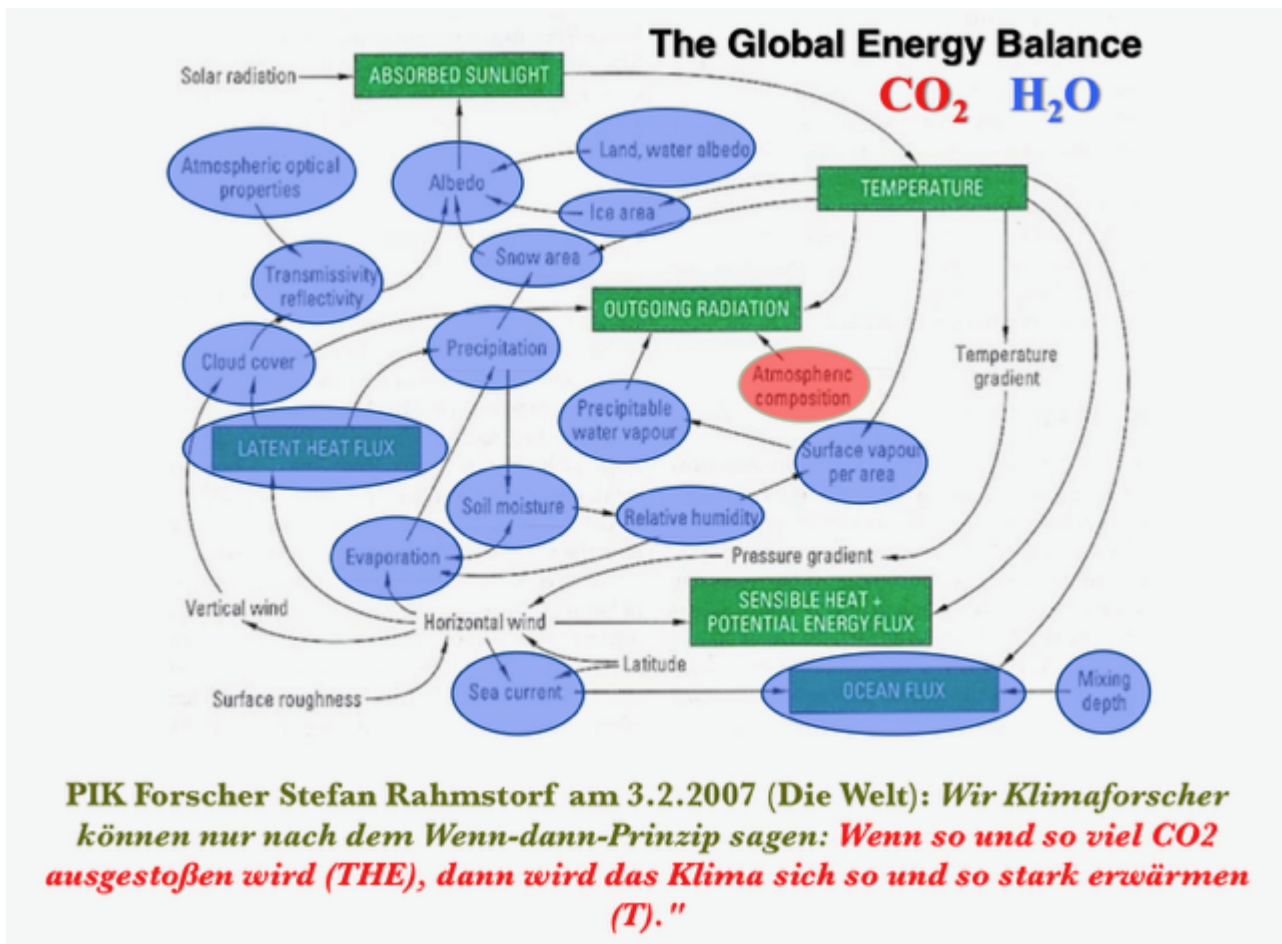 The Global Energy Balance
CO2 H2O
Solar radiation
ABSORBED SUNLIGHT
Atmospheric optical
properties
Albedo
Land, water albedo
TEMPERATURE
Ice area
Snow area
Transmissivity
reflectivity
OUTGOING RADIATION
Cloud cover
Precipitation
Temperature
gradient
Atmospheric
composition
Precipitable
water vapour
LATENT HEAT FLUX
Surface vapour
per area
Soil moisture
Relative humidity
Evaporation
Pressure gradient
Vertical wind
Horizontal wind
SENSIBLE HEAT +
POTENTIAL ENERGY FLUX
Latitude
Surface roughness
Sea current
OCEAN FLUX
Mixing
depth
PIK Forscher Stefan Rahmstorf am 3.2.2007 (Die Welt): Wir Klimaforscher
können nur nach dem Wenn-dann-Prinzip sagen: Wenn so und so viel CO2
ausgestoßen wird (THE), dann wird das Klima sich so und so stark erwärmen
(T)."